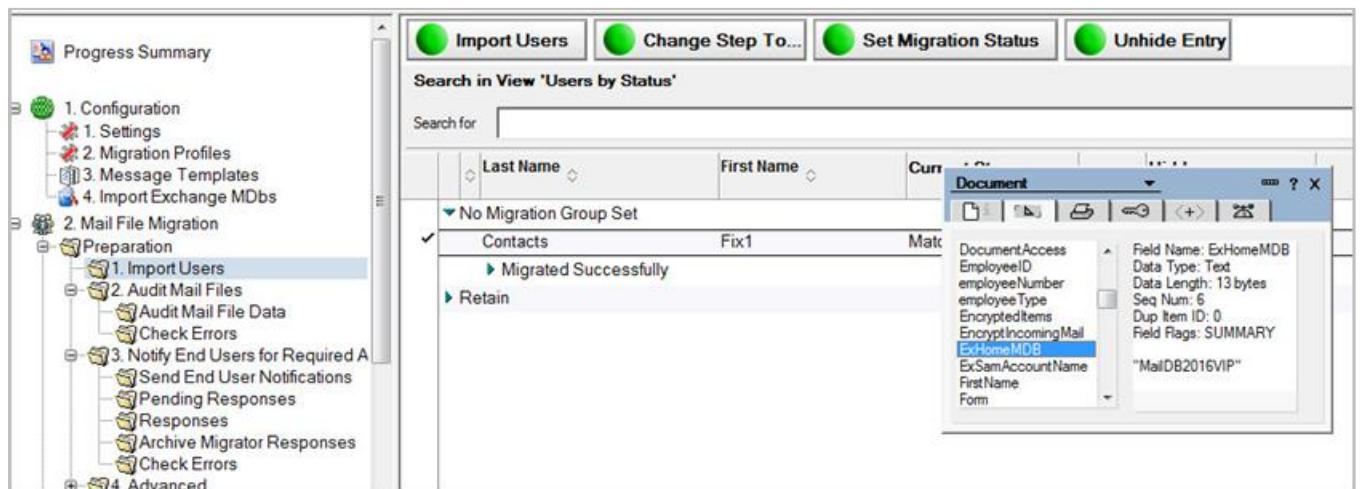 Progress Summary
1. Configuration
1. Settings
2. Migration Profiles
3. Message Templates
4. Import Exchange MDbs
2. Mail File Migration
Preparation
1. Import Users
2. Audit Mail Files
Audit Mail File Data
Check Errors
3. Notify End Users for Required A
Send End User Notifications
Pending Responses
Responses
Archive Migrator Responses
Check Errors
4. Advanced
Import Users Change Step To... Set Migration Status Unhide Entry
Search in View 'Users by Status'
Search for
Last Name First Name Curr
No Migration Group Set
Contacts Fix1 Matc
Migrated Successfully
Retain
Document ? X
DocumentAccess
EmployeeID
employeeNumber
employeeType
EncryptedItems
EncryptIncomingMail
ExHomeMDB
ExSamAccountName
FirstName
Form
Field Name: ExHomeMDB
Data Type: Text
Data Length: 13 bytes
Seq Num: 6
Dup Item ID: 0
Field Flags: SUMMARY
"MailDB2016VIP"